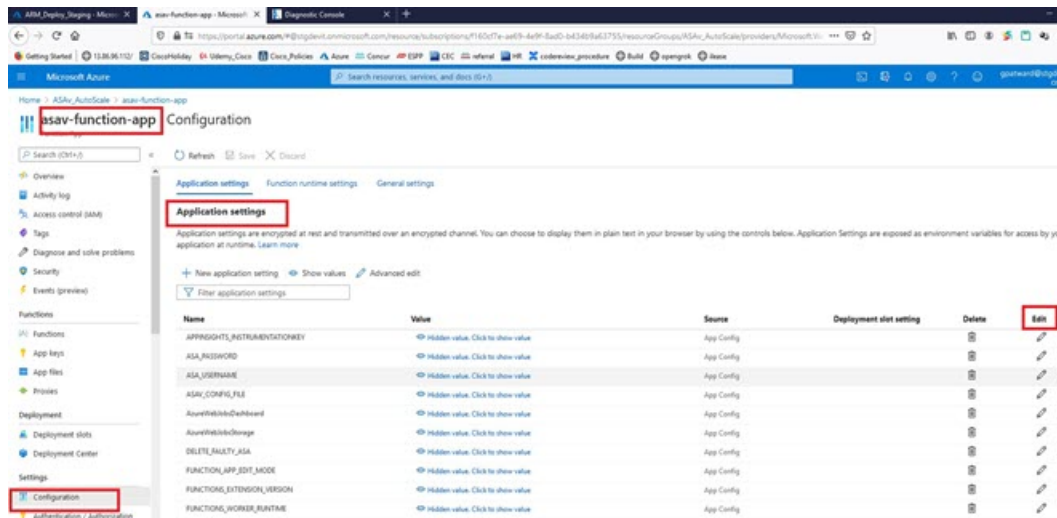 ARM_Deploy_Staging - Micros
asav-function-app - Microsoft
Diagnostic Console
Getting Started
13.86.96.112/
CiscoHoliday
Udemy_Cisco
Cisco_Policies
Azure
Concur
ESPP
CEC
referral
HR
codereview_procedure
Build
opengrok
ilease
Microsoft Azure
Search resources, services, and docs (G+/)
Home > ASAv_AutoScale > asav-function-app
asav-function-app Configuration
Search (Ctrl+/)
«
Refresh Save Discard
Overview
Activity log
Access control (IAM)
Tags
Diagnose and solve problems
Security
Events (preview)
Functions
Functions
App keys
App files
Proxies
Deployment
Deployment slots
Deployment Center
Settings
Configuration
Authentication / Authorization
Application settings Function runtime settings General settings
Application settings
Application settings are encrypted at rest and transmitted over an encrypted channel. You can choose to display them in plain text in your browser by using the controls below. Application Settings are exposed as environment variables for access by
application at runtime. Learn more
New application setting Show values Advanced edit
Filter application settings
Name Value Source Deployment slot setting Delete Edit
APPINSIGHTS_INSTRUMENTATIONKEY Hidden value. Click to show value App Config
ASA_PASSWORD Hidden value. Click to show value App Config
ASA_USERNAME Hidden value. Click to show value App Config
ASAV_CONFIG_FILE Hidden value. Click to show value App Config
AzureWebJobsDashboard Hidden value. Click to show value App Config
AzureWebJobsStorage Hidden value. Click to show value App Config
DELETE_FAULTY_ASA Hidden value. Click to show value App Config
FUNCTION_APP_EDIT_MODE Hidden value. Click to show value App Config
FUNCTIONS_EXTENSION_VERSION Hidden value. Click to show value App Config
FUNCTIONS_WORKER_RUNTIME Hidden value. Click to show value App Config